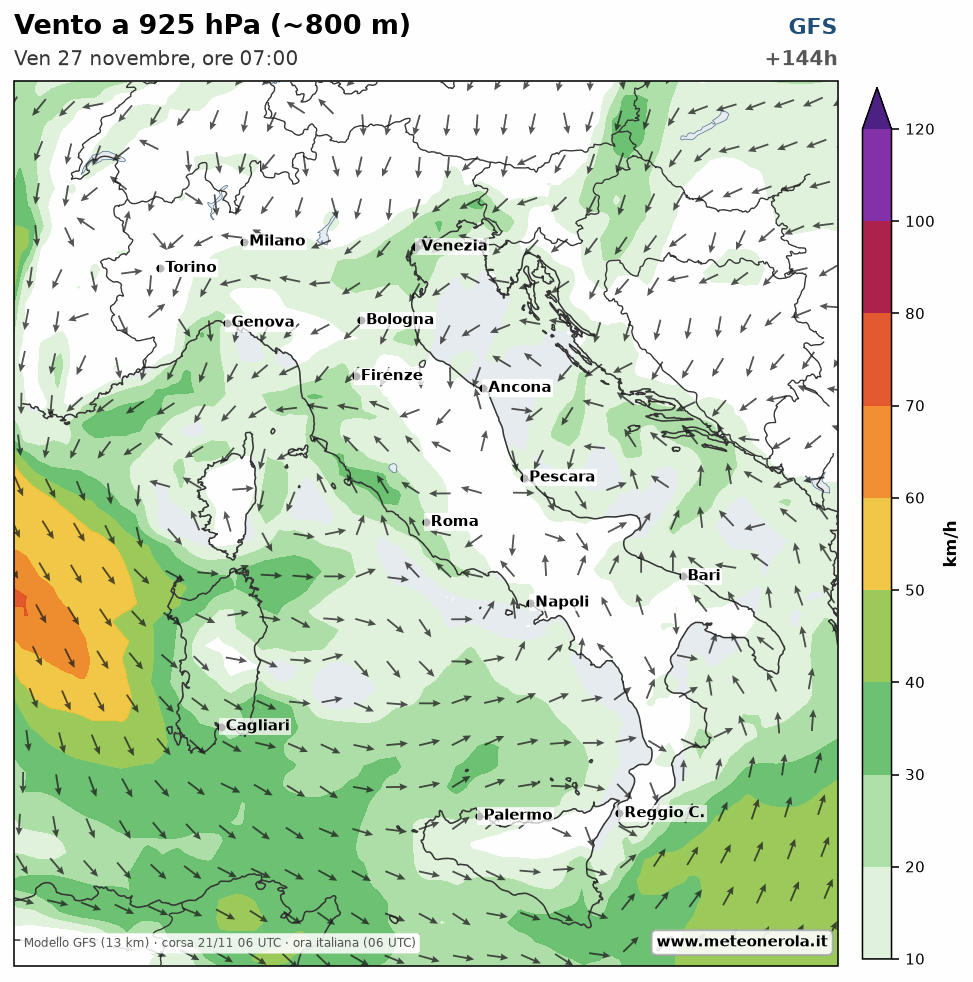 Vento a 925 hPa (~800 m)
GFS
Ven 27 novembre, ore 07:00
+144h
Milano
Venezia
Torino
Genova
Bologna
Firenze
Ancona
Pescara
Roma
Bari
Napoli
Cagliari
Palermo
Reggio C.
120
100
80
70
60
50
40
30
20
10
km/h
Modello GFS (13 km) · corsa 21/11 06 UTC · ora italiana (06 UTC)
www.meteonerola.it